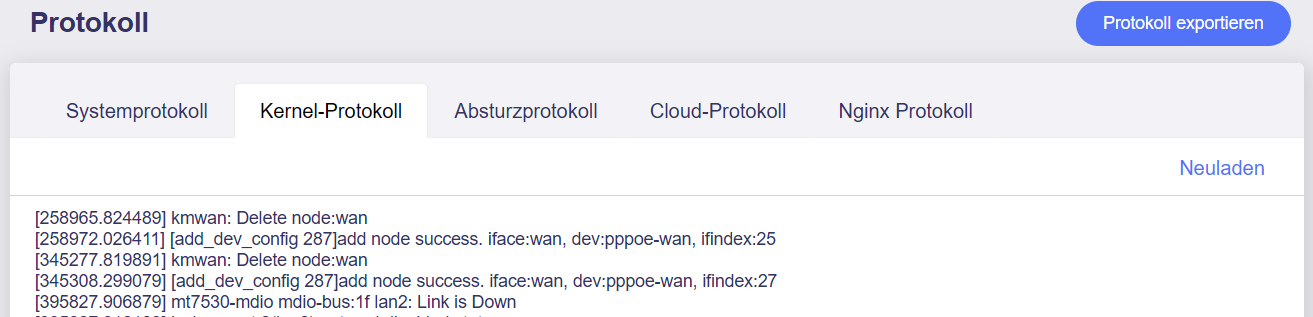 Protokoll
Protokoll exportieren
Systemprotokoll
Kernel-Protokoll
Absturzprotokoll
Cloud-Protokoll
Nginx Protokoll
Neuladen
[258965.824489] kmwan: Delete node:wan
[258972.026411] [add_dev_config 287]add node success. iface:wan, dev:pppoe-wan, ifindex:25
[345277.819891] kmwan: Delete node:wan
[345308.299079] [add_dev_config 287]add node success. iface:wan, dev:pppoe-wan, ifindex:27
[395827.906879] mt7530-mdio mdio-bus:1f lan2: Link is Down